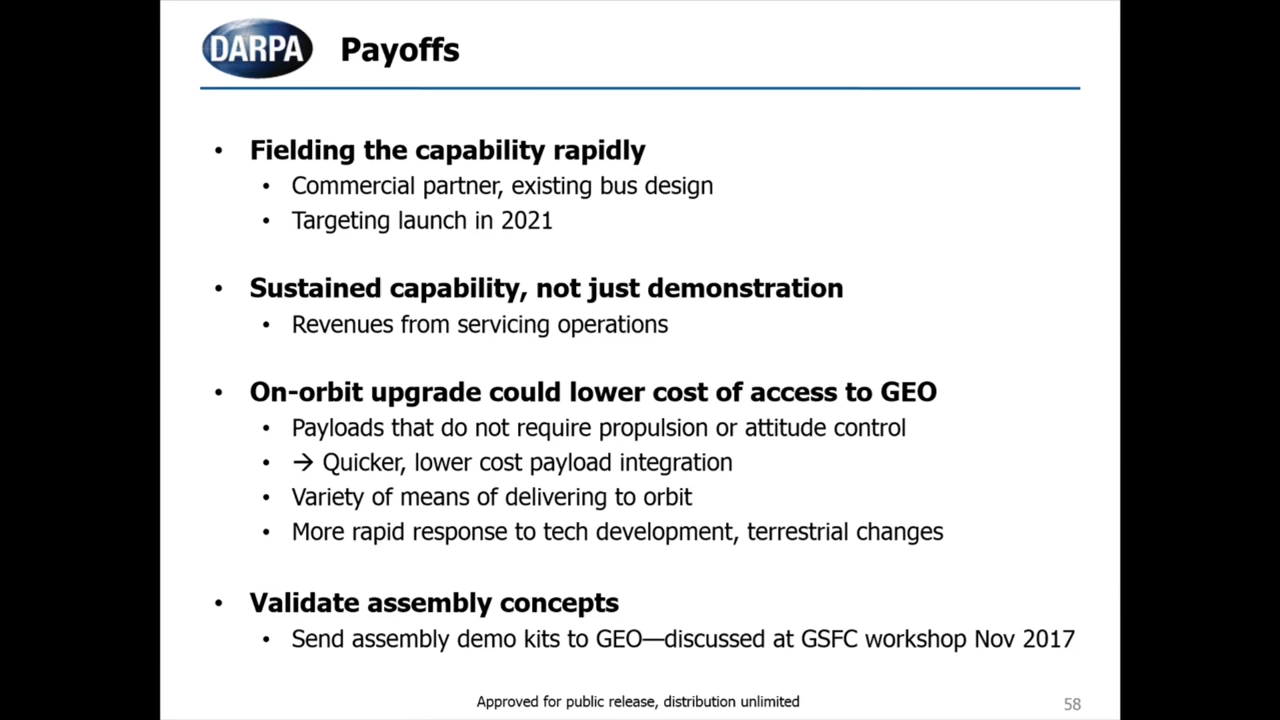 DARPA Payoffs
• Fielding the capability rapidly
• Commercial partner, existing bus design
• Targeting launch in 2021
• Sustained capability, not just demonstration
• Revenues from servicing operations
• On-orbit upgrade could lower cost of access to GEO
• Payloads that do not require propulsion or attitude control
• → Quicker, lower cost payload integration
• Variety of means of delivering to orbit
• More rapid response to tech development, terrestrial changes
• Validate assembly concepts
• Send assembly demo kits to GEO—discussed at GSFC workshop Nov 2017
Approved for public release, distribution unlimited
58